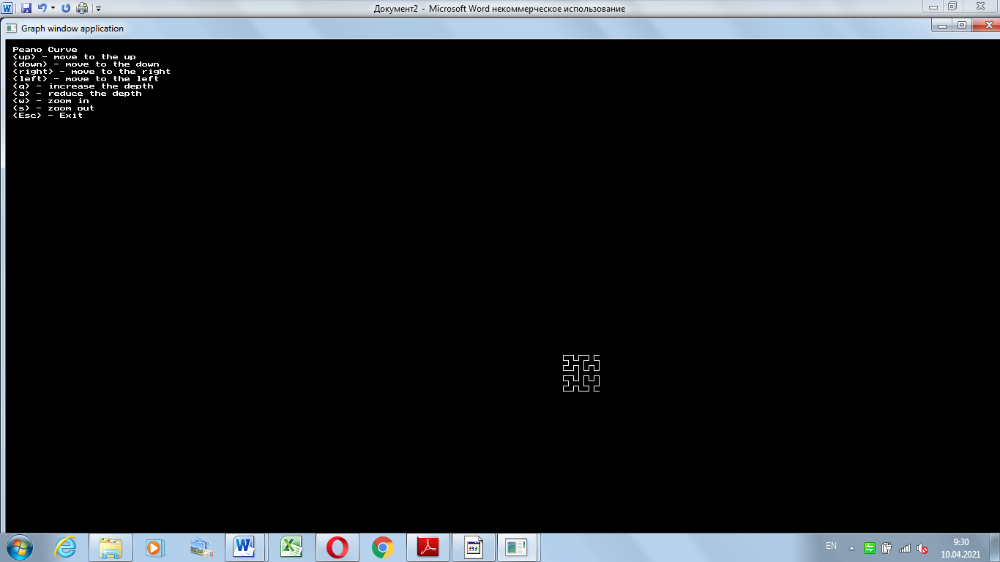 Документ2 - Microsoft Word некоммерческое использование
Graph window application
Peano Curve
<up> - move to the up
<down> - move to the down
<right> - move to the right
<left> - move to the left
<q> - increase the depth
<a> - reduce the depth
<w> - zoom in
<s> - zoom out
<Esc> - Exit
EN
9:30
10.04.2021